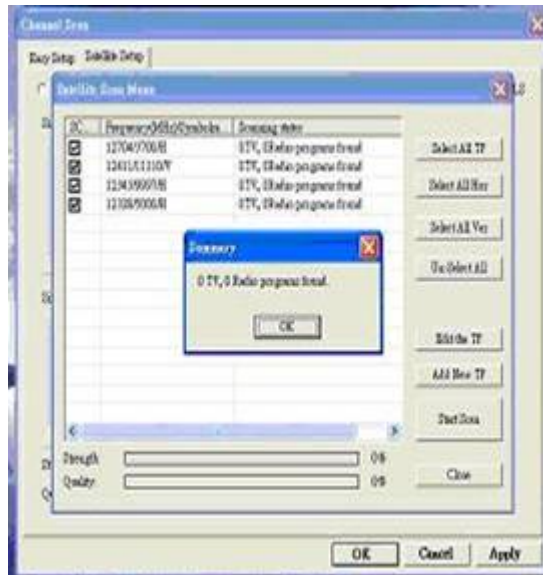 Channel Scan
Easy Setup Satellite Setup
Satellite Scan Menu
SC... Frequency(MHz)/Symbolra... Scanning status
0 TV, 0 Radio programs found
0 TV, 0 Radio programs found
0 TV, 0 Radio programs found
0 TV, 0 Radio programs found
Select All TP
Select All Hor
Select All Ver
Un-Select All
Summary
0 TV, 0 Radio programs found.
OK
Edit the TP
Add New TP
Start Scan
Strength 0%
Quality 0%
Close
OK Cancel Apply